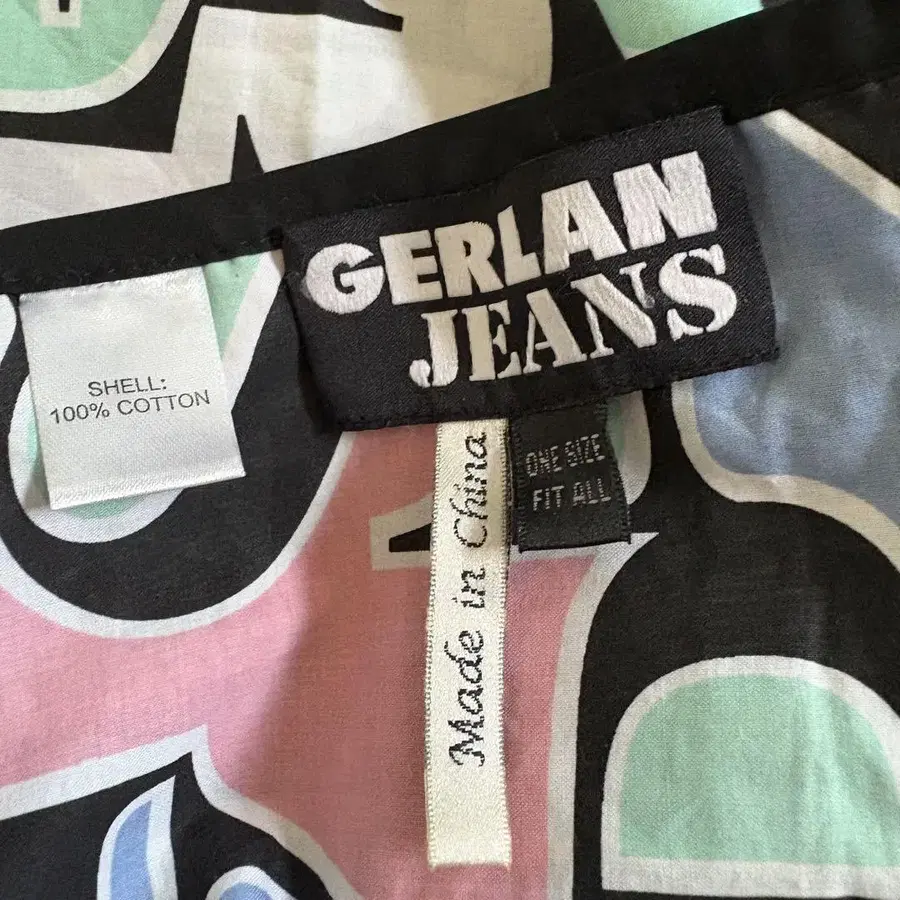 GERLAN
JEANS
SHELL:
100% COTTON
ONE SIZE
FIT ALL
Made in China